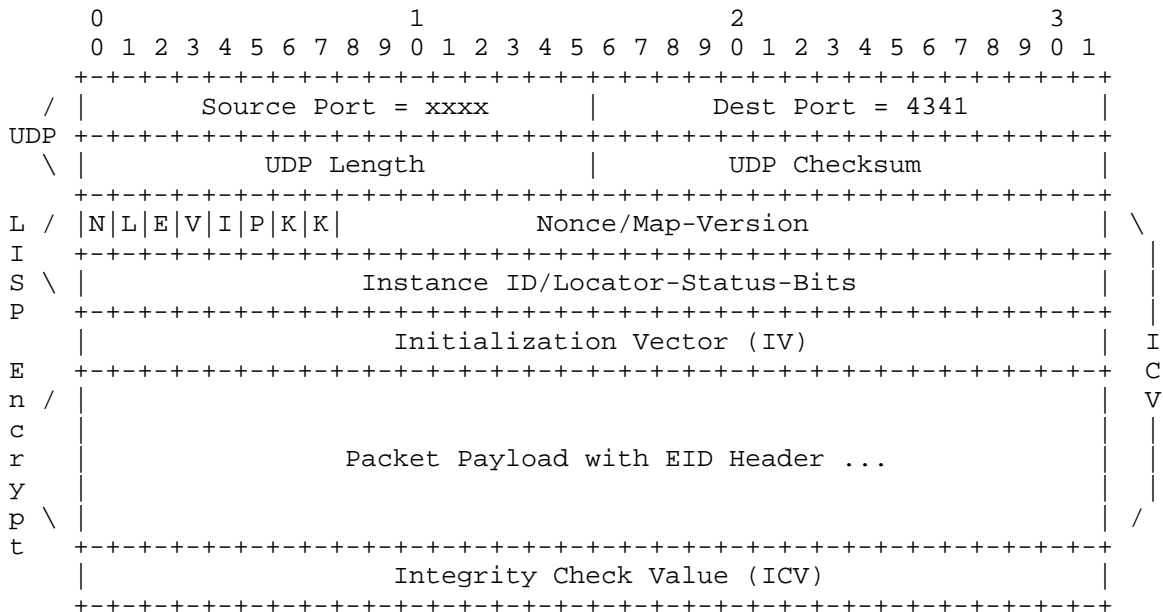 0                   1                   2                   3
      0 1 2 3 4 5 6 7 8 9 0 1 2 3 4 5 6 7 8 9 0 1 2 3 4 5 6 7 8 9 0 1
     +-+-+-+-+-+-+-+-+-+-+-+-+-+-+-+-+-+-+-+-+-+-+-+-+-+-+-+-+-+-+-+-+
   / |       Source Port = xxxx      |       Dest Port = 4341        |
UDP  +-+-+-+-+-+-+-+-+-+-+-+-+-+-+-+-+-+-+-+-+-+-+-+-+-+-+-+-+-+-+-+-+
   \ |           UDP Length          |        UDP Checksum           |
     +-+-+-+-+-+-+-+-+-+-+-+-+-+-+-+-+-+-+-+-+-+-+-+-+-+-+-+-+-+-+-+-+
L /  |N|L|E|V|I|P|K|K|            Nonce/Map-Version                  | \
I    +-+-+-+-+-+-+-+-+-+-+-+-+-+-+-+-+-+-+-+-+-+-+-+-+-+-+-+-+-+-+-+-+  |
S \  |                 Instance ID/Locator-Status-Bits               |  |
P    +-+-+-+-+-+-+-+-+-+-+-+-+-+-+-+-+-+-+-+-+-+-+-+-+-+-+-+-+-+-+-+-+  |
     |                   Initialization Vector (IV)                  |  I
E    +-+-+-+-+-+-+-+-+-+-+-+-+-+-+-+-+-+-+-+-+-+-+-+-+-+-+-+-+-+-+-+-+  C
n /  |                                                               |  V
c    |                                                               |  |
r    |                Packet Payload with EID Header ...             |  |
y    |                                                               |  |
p \  |                                                               | /
t    +-+-+-+-+-+-+-+-+-+-+-+-+-+-+-+-+-+-+-+-+-+-+-+-+-+-+-+-+-+-+-+-+
     |                   Integrity Check Value (ICV)                 |
     +-+-+-+-+-+-+-+-+-+-+-+-+-+-+-+-+-+-+-+-+-+-+-+-+-+-+-+-+-+-+-+-+